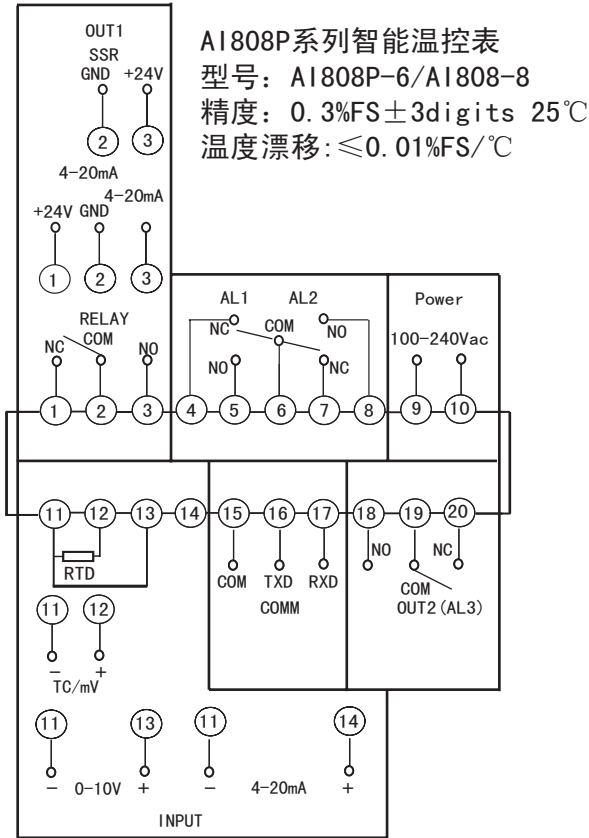 AI808P系列智能温控表
型号: AI808P-6/AI808-8
精度: 0.3%FS±3digits 25℃
温度漂移:≤0.01%FS/℃
OUT1
SSR
GND +24V
2 3
4-20mA
4-20mA
+24V GND
1 2 3
RELAY
NC COM NO
1 2 3
AL1 AL2
NC COM NO
NO NC
4 5 6 7 8
Power
100-240Vac
9 10
11 12 13 14 15 16 17 18 19 20
RTD
COM TXD RXD
COMM
NO NC
COM
OUT2(AL3)
11 12
- +
TC/mV
11 13 11 14
- 0-10V + - 4-20mA +
INPUT